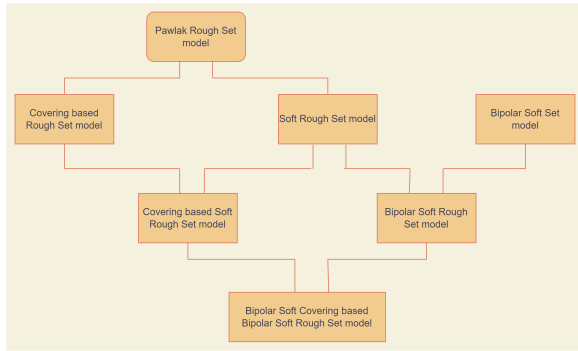 Pawlak Rough Set
model
Covering based
Rough Set model
Soft Rough Set model
Bipolar Soft Set
model
Covering based Soft
Rough Set model
Bipolar Soft Rough
Set model
Bipolar Soft Covering based
Bipolar Soft Rough Set model